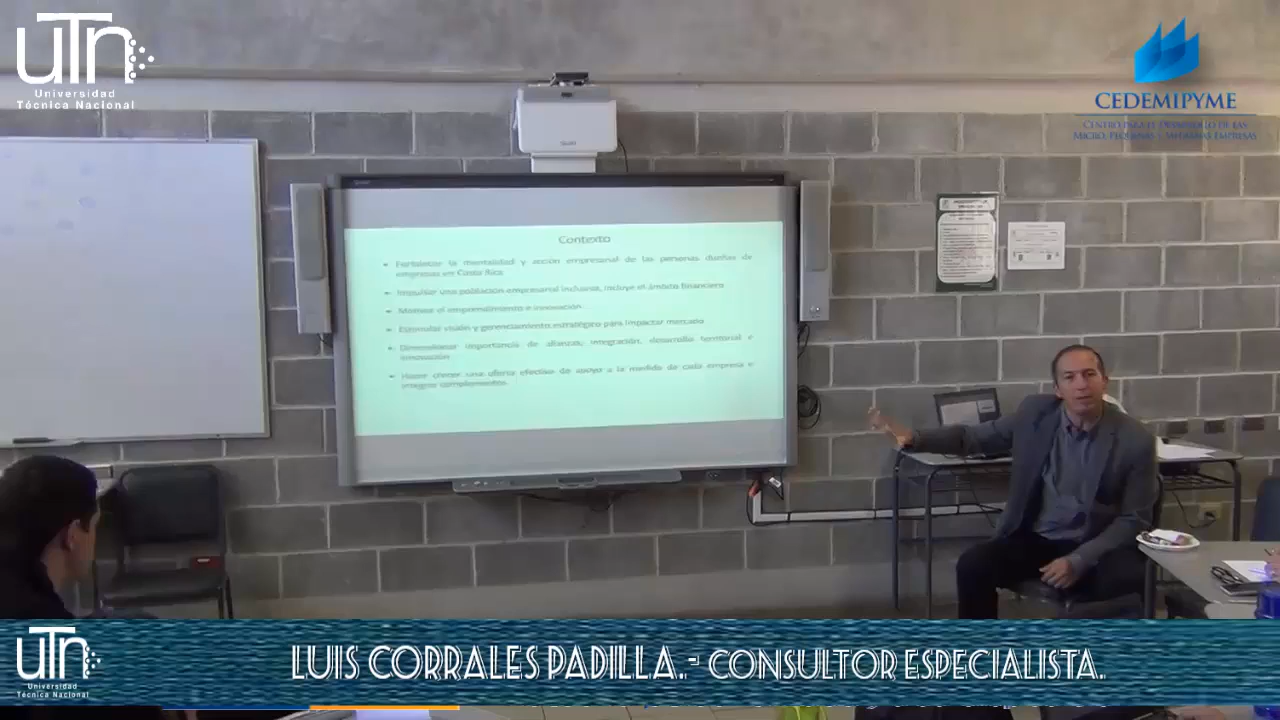 UTN
Universidad
Técnica Nacional
CEDEMIPYME
CENTRO PARA EL DESARROLLO DE LAS
MICRO, PEQUEÑAS Y MEDIANAS EMPRESAS
Contexto
Fortalecer la mentalidad y acción empresarial de las personas dueñas de
empresas en Costa Rica
Impulsar una población empresarial inclusiva, incluye el ámbito financiero
Motivar el emprendimiento e innovación
Estimular visión y gerenciamiento estratégico para impactar mercado
Dimensionar importancia de alianzas, integración, desarrollo territorial e
innovación
Hacer crecer una oferta efectiva de apoyo a la medida de cada empresa e
integrar complementos
UTN
Universidad
Técnica Nacional
LUIS CORRALES PADILLA.- CONSULTOR ESPECIALISTA.